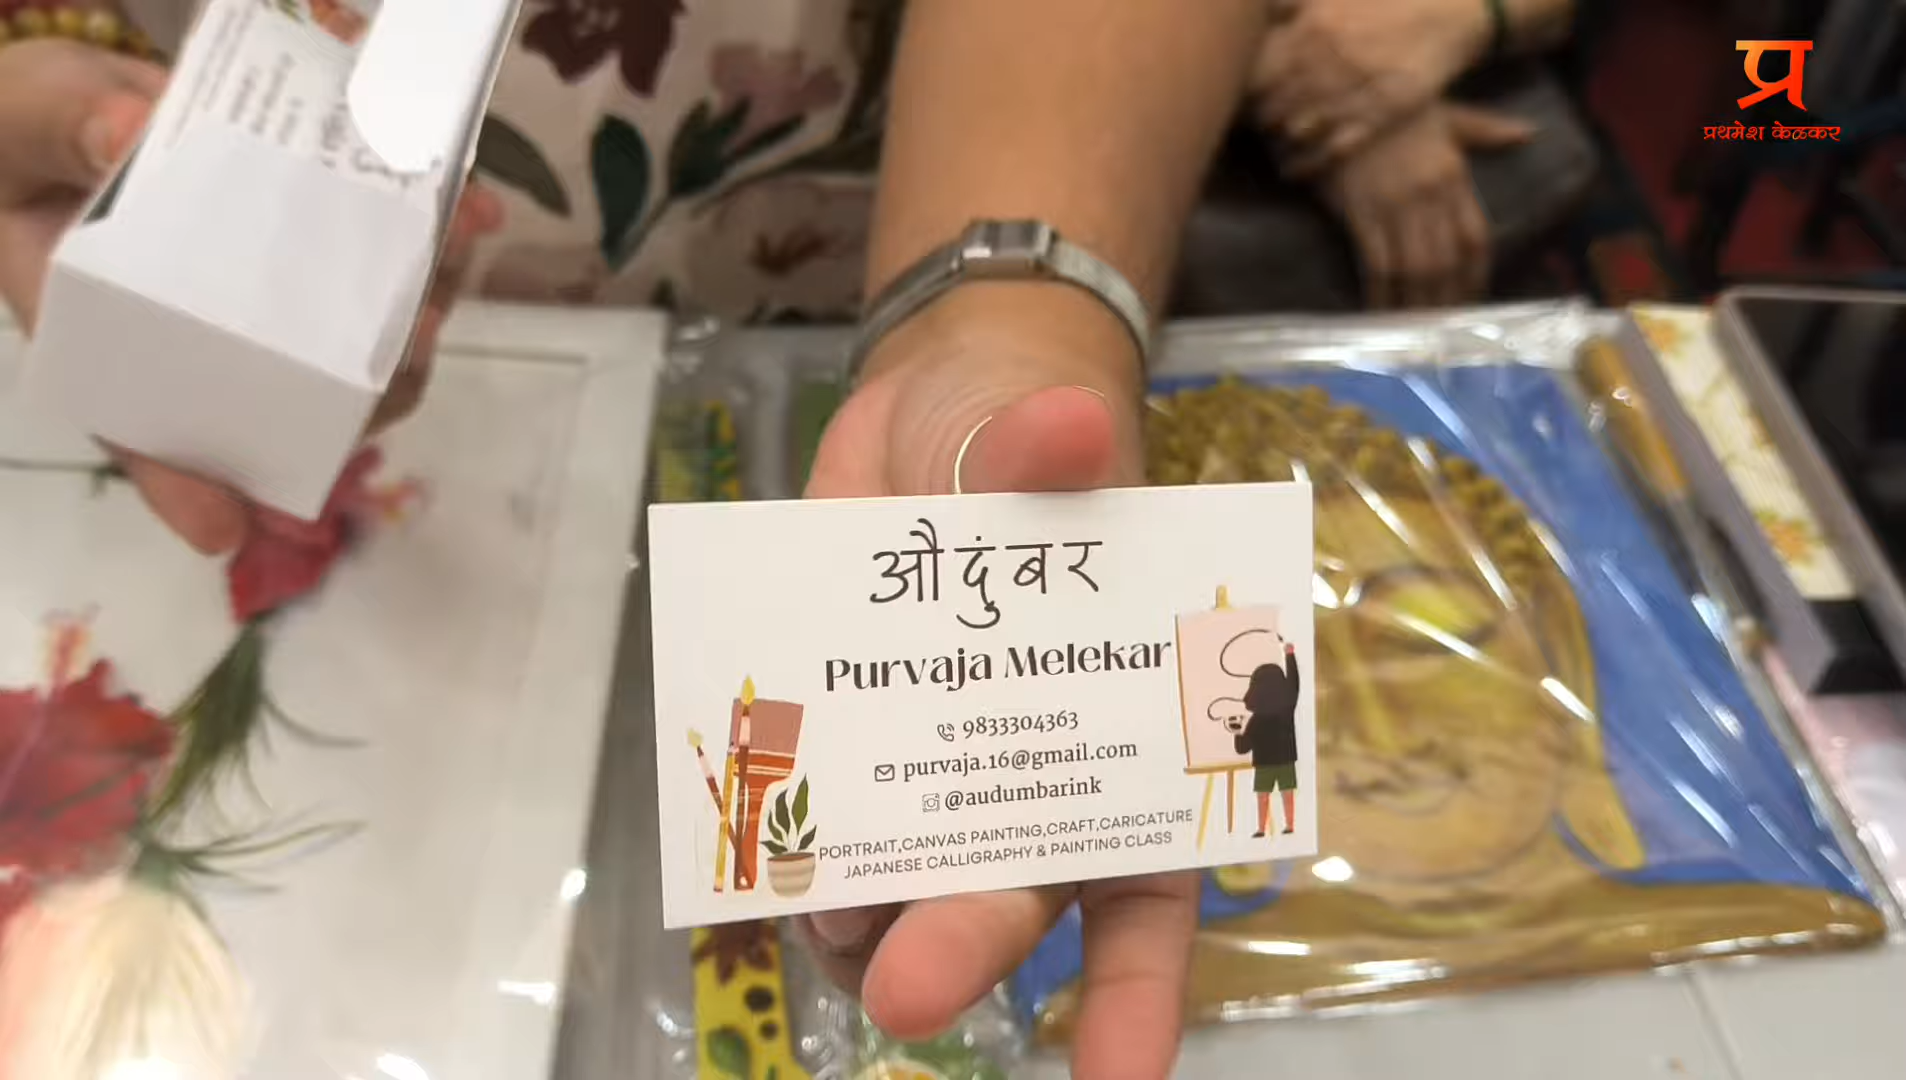 प्र
प्रथमेश केळकर
औदुंबर
Purvaja Melekar
9833304363
purvaja.16@gmail.com
@audumbarink
PORTRAIT,CANVAS PAINTING,CRAFT,CARICATURE
JAPANESE CALLIGRAPHY & PAINTING CLASS